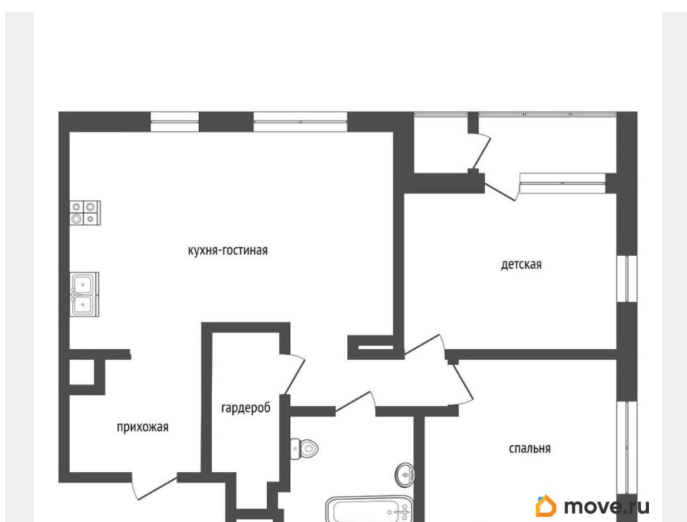 кухня-гостиная
детская
гардероб
прихожая
спальня
move.ru